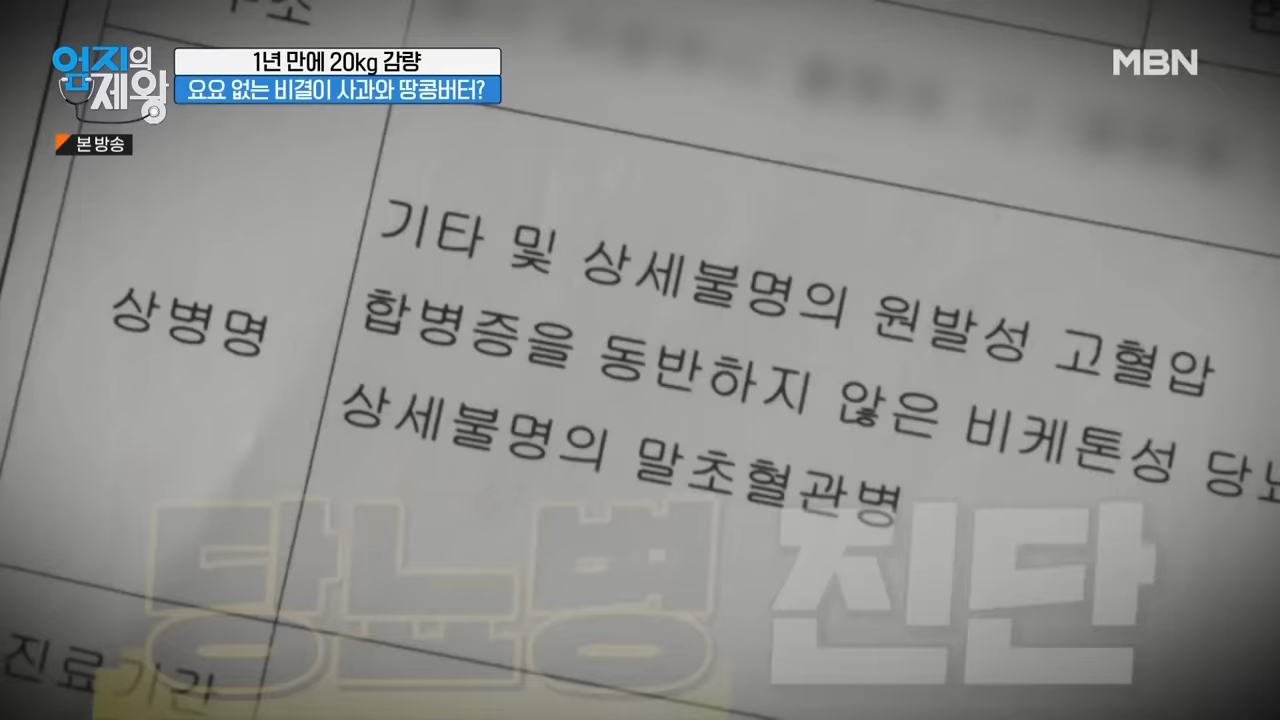 엄지의 제왕
1년 만에 20kg 감량
요요 없는 비결이 사과와 땅콩버터?
MBN
본 방송
상병명
기타 및 상세불명의 원발성 고혈압
합병증을 동반하지 않은 비케톤성 당뇨
상세불명의 말초혈관병
당뇨병 진단
진료기간